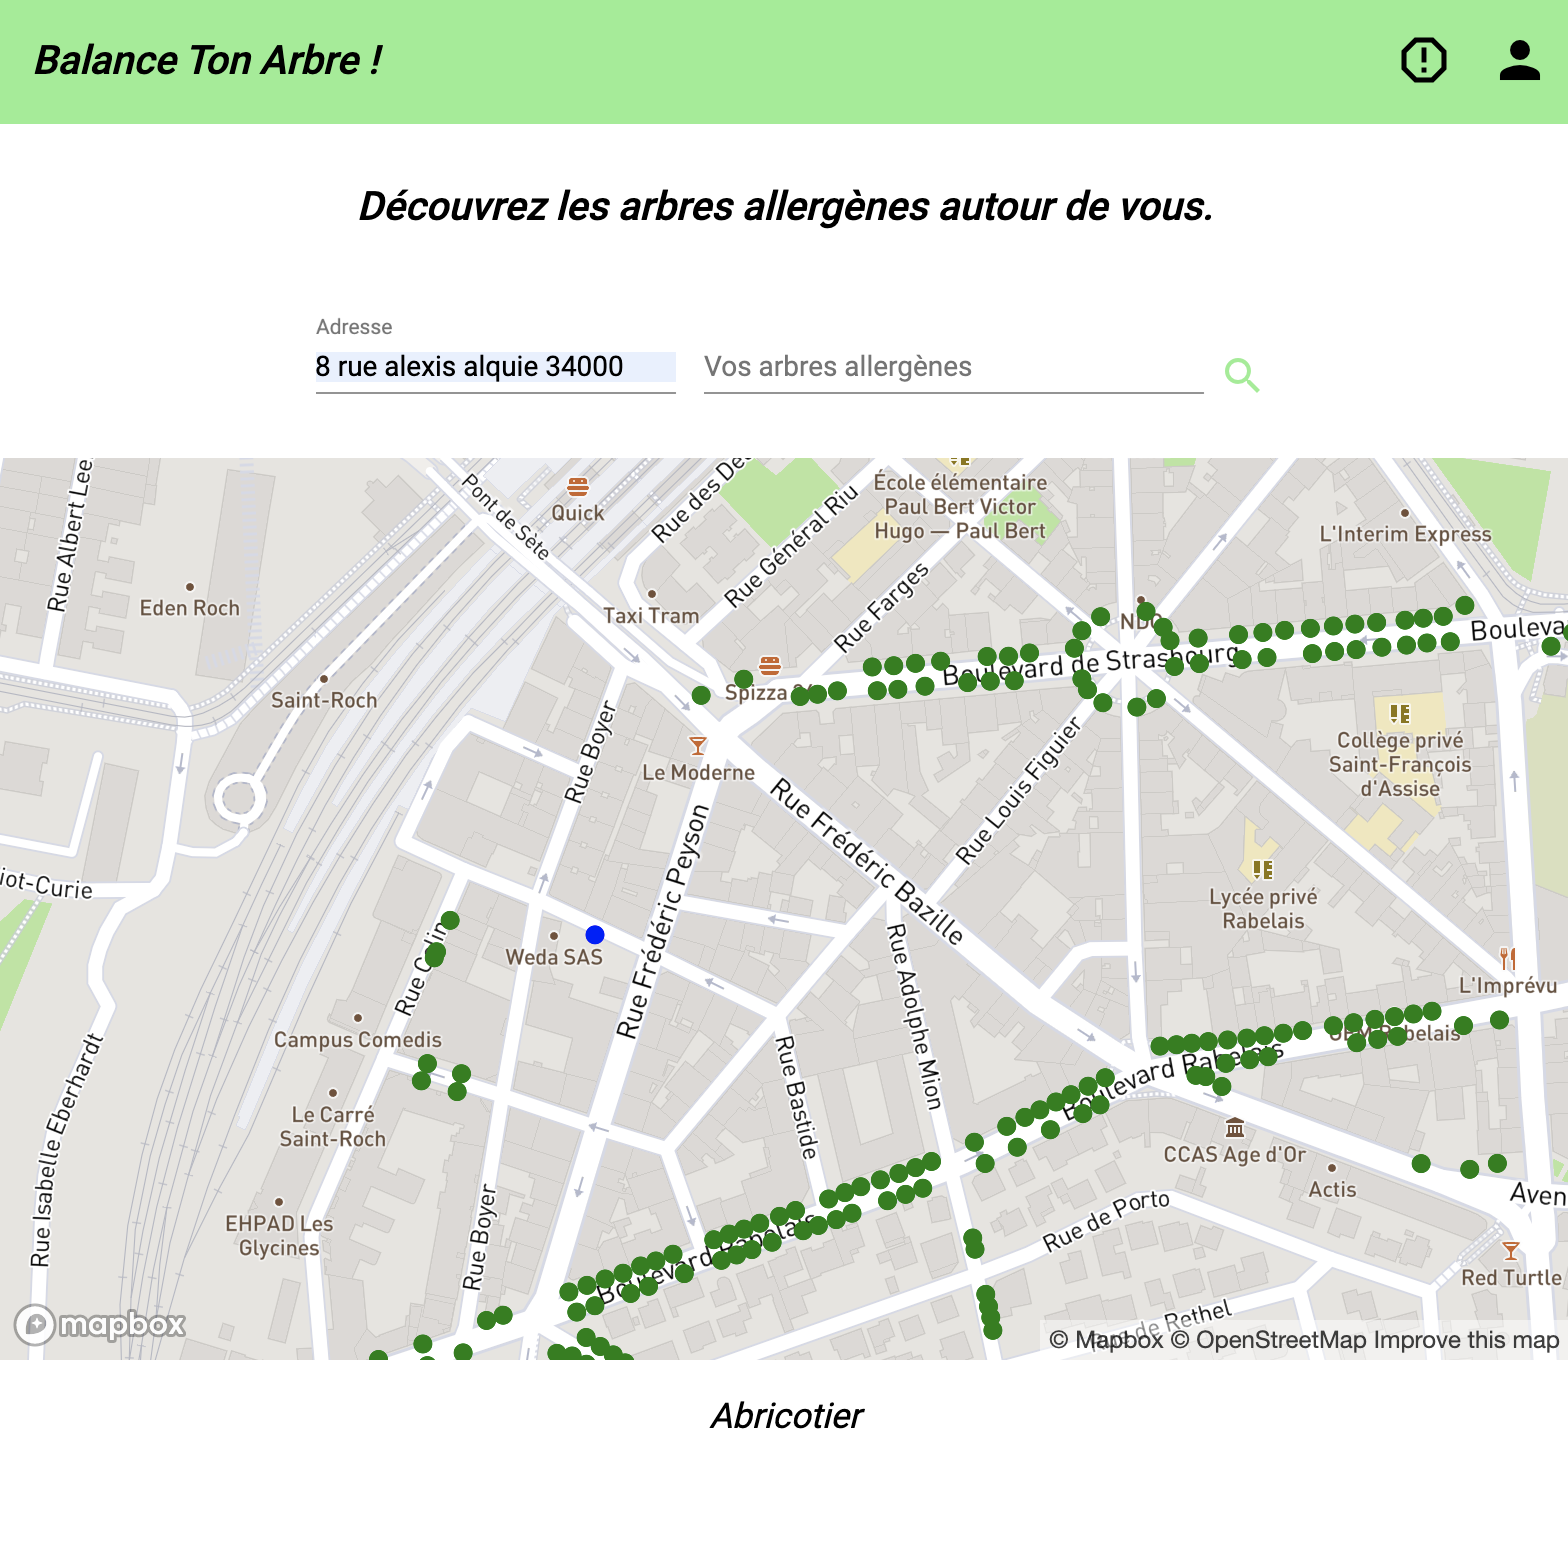 Balance Ton Arbre !
Découvrez les arbres allergènes autour de vous.
Adresse
8 rue alexis alquie 34000
Vos arbres allergènes
Rue Albert Lee
Pont de Sète
Quick
Rue des
Rue Général Riu
École élémentaire
Paul Bert Victor
Hugo — Paul Bert
L'Interim Express
Eden Roch
Taxi Tram
Rue Farges
Boulevard de Strasbourg
Bouleva
Saint-Roch
Spizza
Rue Boyer
Le Moderne
Rue Louis Figuier
Collège privé
Saint-François
d'Assise
Rue Frédéric Peyson
Rue Frédéric Bazille
iot-Curie
Lycée privé
Rabelais
Weda SAS
Rue
Rue Adolphe Mion
L'Imprévu
Campus Comedis
Rabelais
Rue Isabelle Eberhardt
Rue Bastide
Boulevard Rabelais
Le Carré
Saint-Roch
CCAS Age d'Or
Actis
Aven
EHPAD Les
Glycines
Rue Boyer
Boulevard Rabelais
Rue de Porto
Red Turtle
de Rethel
mapbox
© Mapbox © OpenStreetMap Improve this map
Abricotier